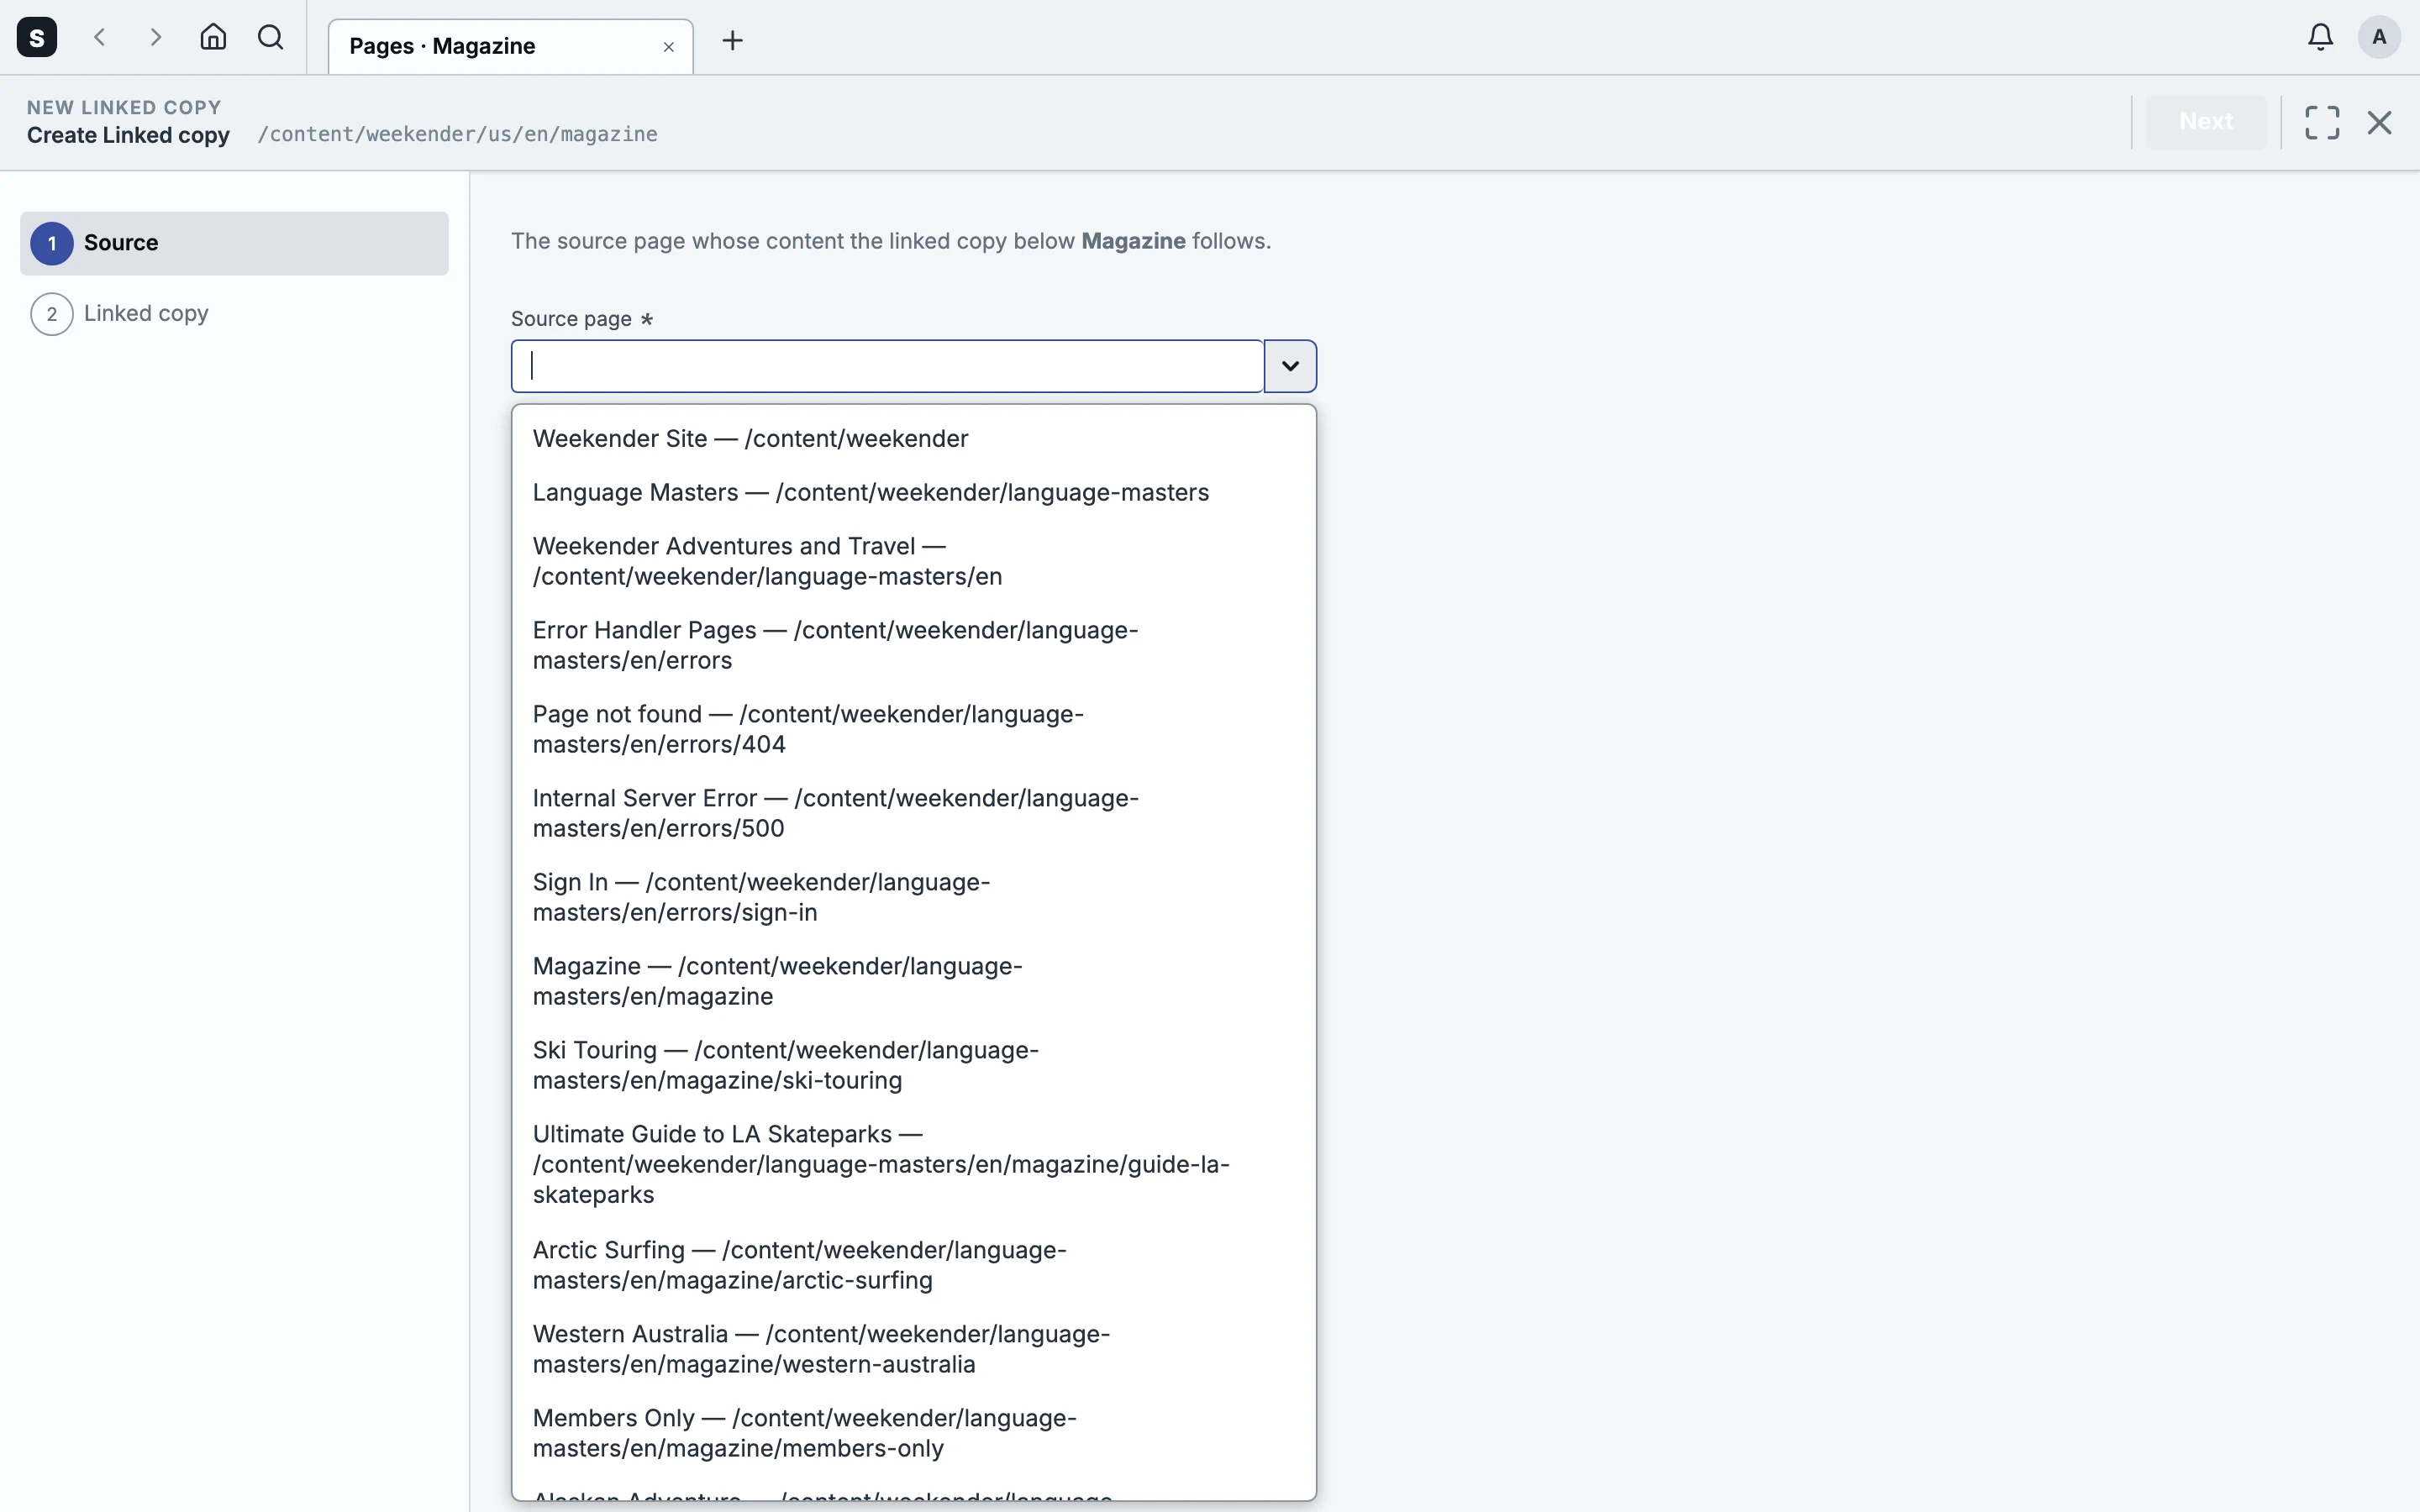 S
Pages · Magazine
A
NEW LINKED COPY
Create Linked copy /content/weekender/us/en/magazine
Next
1 Source
2 Linked copy
The source page whose content the linked copy below Magazine follows.
Source page *
Weekender Site — /content/weekender
Language Masters — /content/weekender/language-masters
Weekender Adventures and Travel —
/content/weekender/language-masters/en
Error Handler Pages — /content/weekender/language-
masters/en/errors
Page not found — /content/weekender/language-
masters/en/errors/404
Internal Server Error — /content/weekender/language-
masters/en/errors/500
Sign In — /content/weekender/language-
masters/en/errors/sign-in
Magazine — /content/weekender/language-
masters/en/magazine
Ski Touring — /content/weekender/language-
masters/en/magazine/ski-touring
Ultimate Guide to LA Skateparks —
/content/weekender/language-masters/en/magazine/guide-la-
skateparks
Arctic Surfing — /content/weekender/language-
masters/en/magazine/arctic-surfing
Western Australia — /content/weekender/language-
masters/en/magazine/western-australia
Members Only — /content/weekender/language-
masters/en/magazine/members-only
Alaskan Adventure — /content/weekender/language-